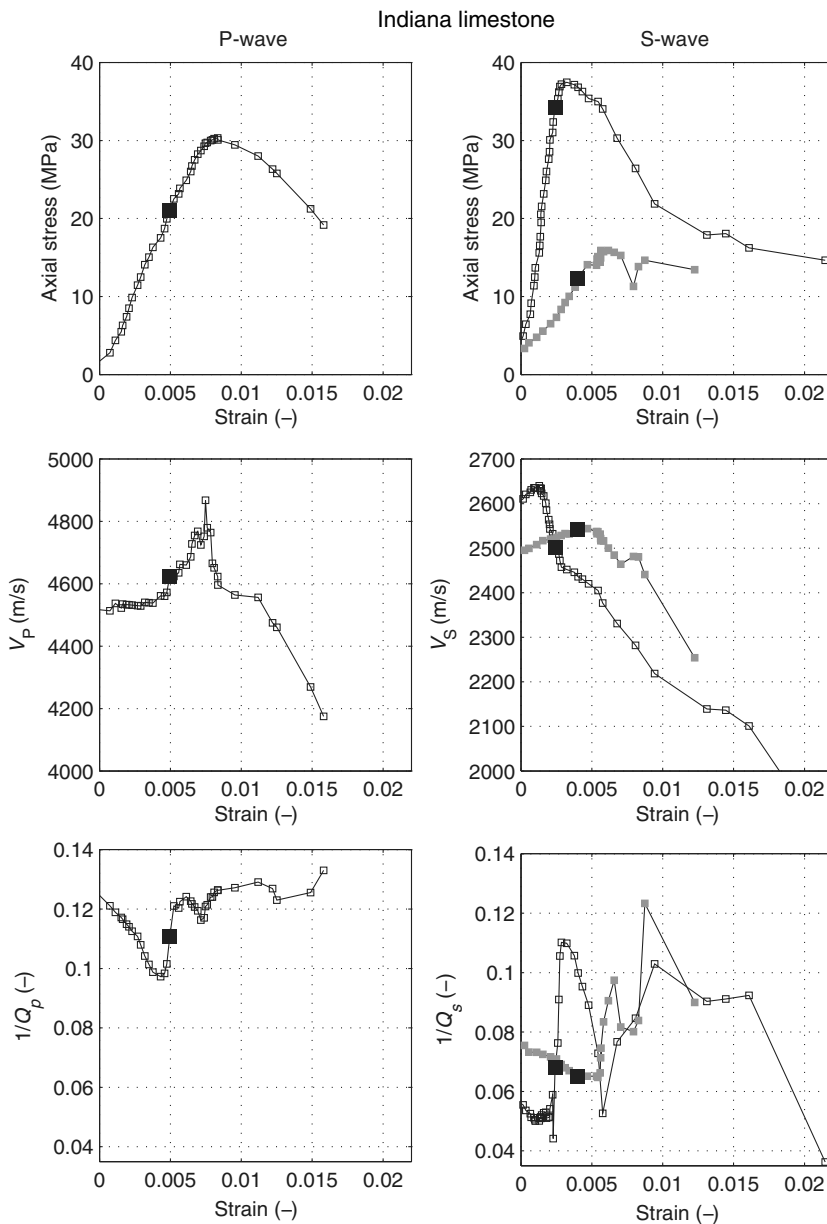 Indiana limestone
P-wave
S-wave
40
30
20
10
0
Axial stress (MPa)
0 0.005 0.01 0.015 0.02
Strain (–)
40
30
20
10
0
Axial stress (MPa)
0 0.005 0.01 0.015 0.02
Strain (–)
5000
4800
4600
4400
4200
4000
VP (m/s)
0 0.005 0.01 0.015 0.02
Strain (–)
2700
2600
2500
2400
2300
2200
2100
2000
VS (m/s)
0 0.005 0.01 0.015 0.02
Strain (–)
0.14
0.12
0.1
0.08
0.06
0.04
1/Qp (–)
0 0.005 0.01 0.015 0.02
Strain (–)
0.14
0.12
0.1
0.08
0.06
0.04
1/Qs (–)
0 0.005 0.01 0.015 0.02
Strain (–)